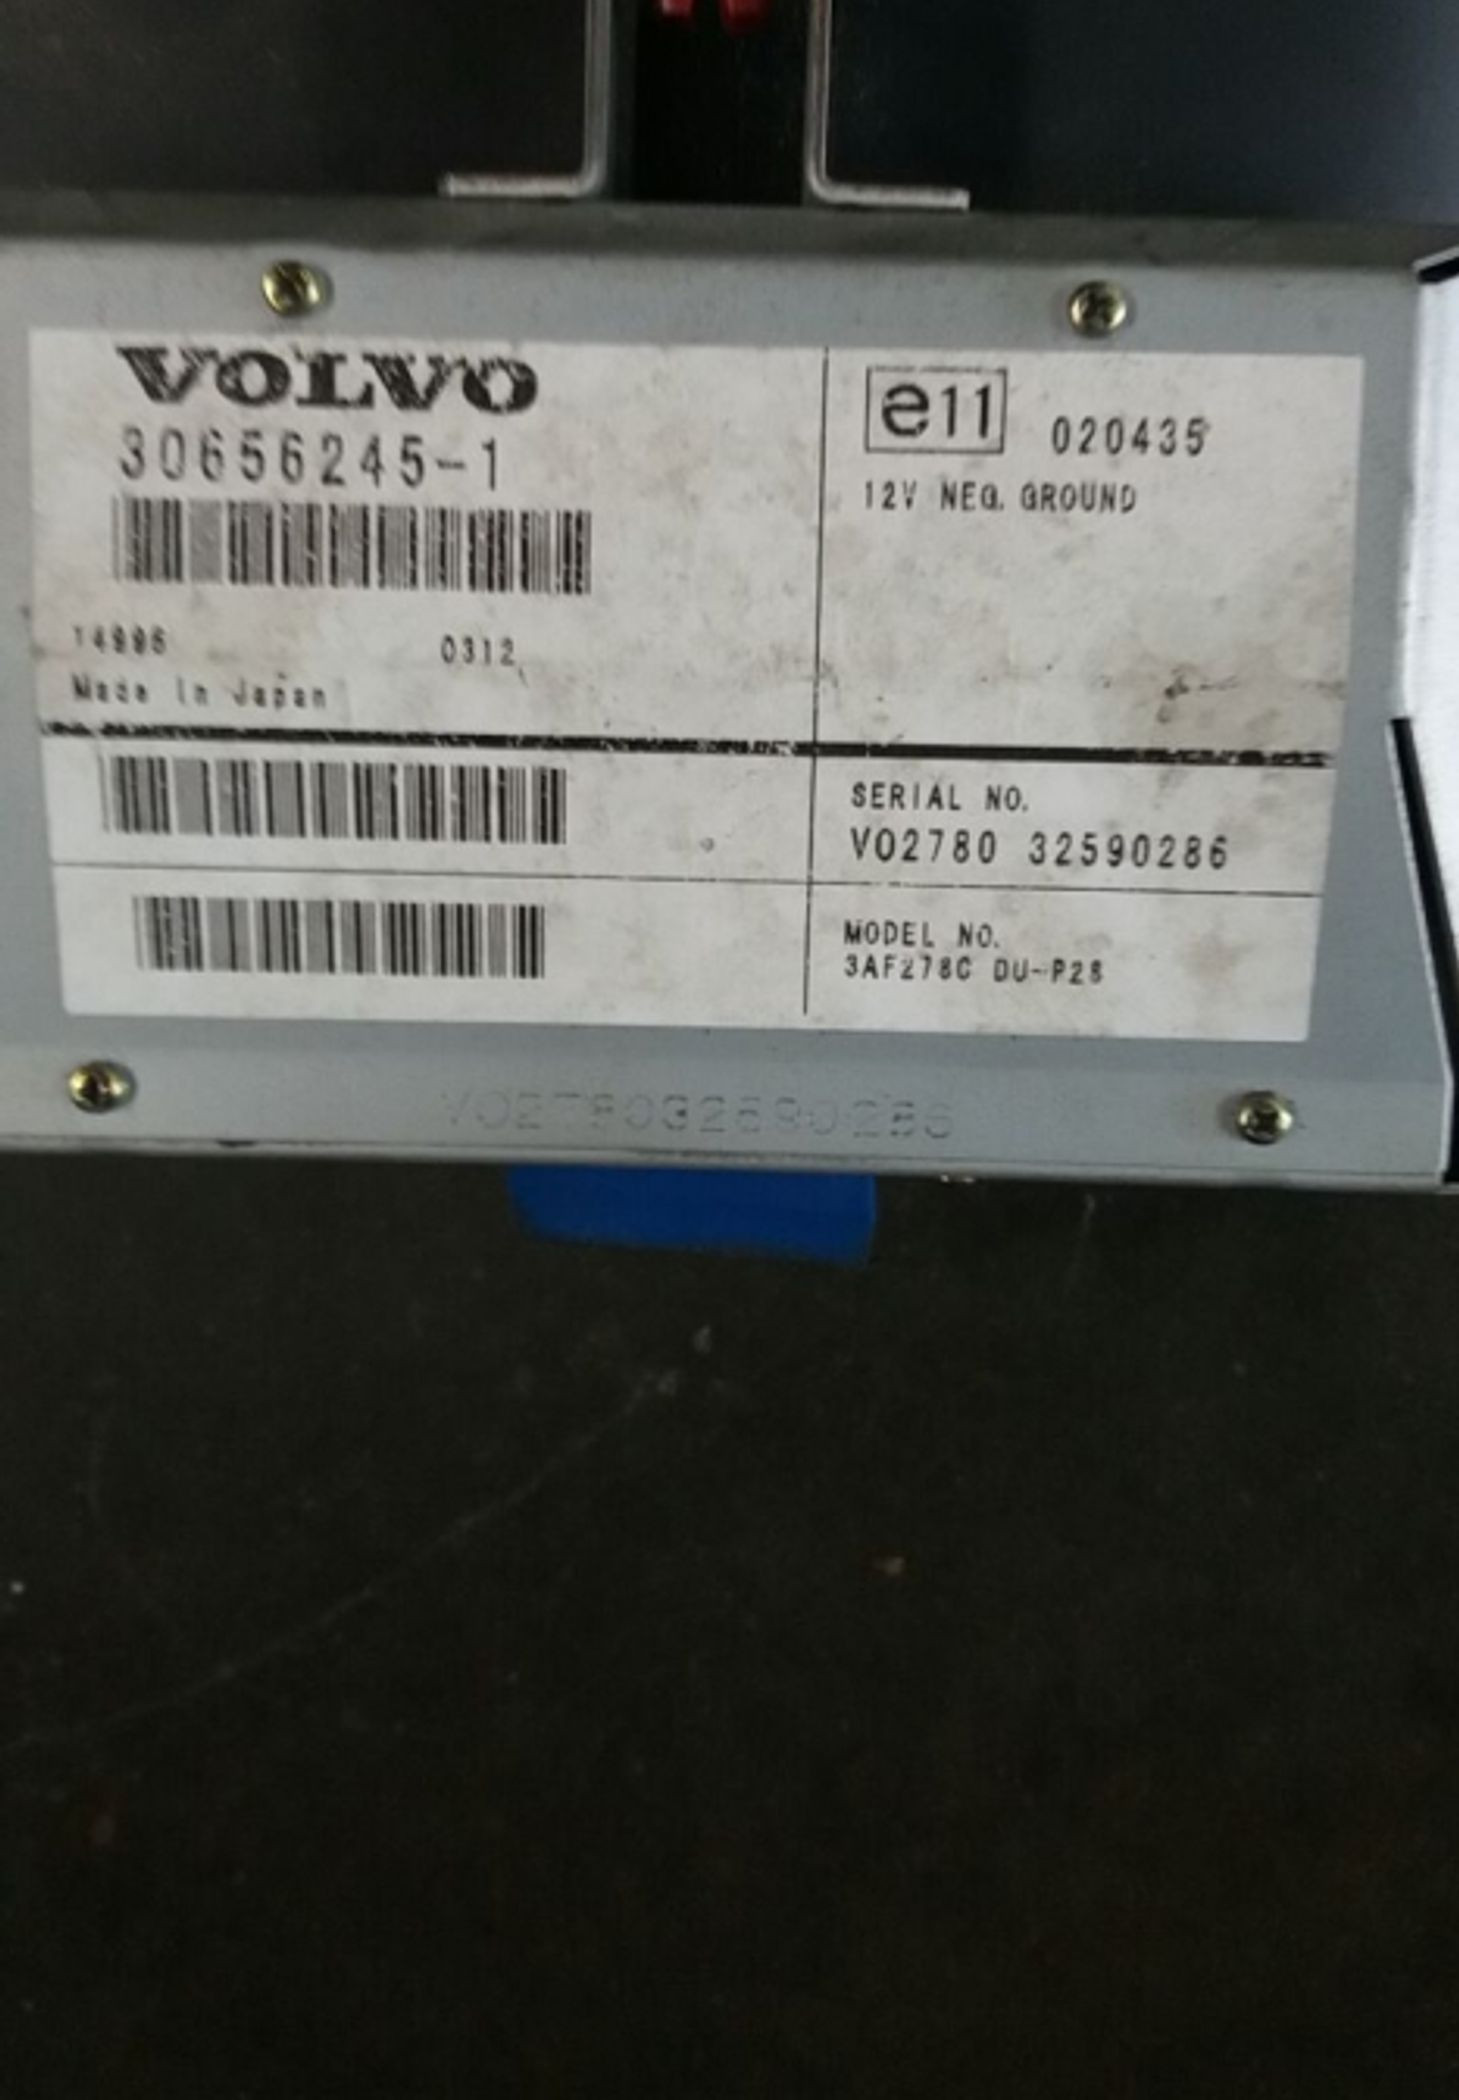 VOLVO
30656245-1
e11 020435
12V NEG. GROUND
0312
Made in Japan
SERIAL NO.
VO2780 32590286
MODEL NO.
3AF278C DU-P28
VO278032590286